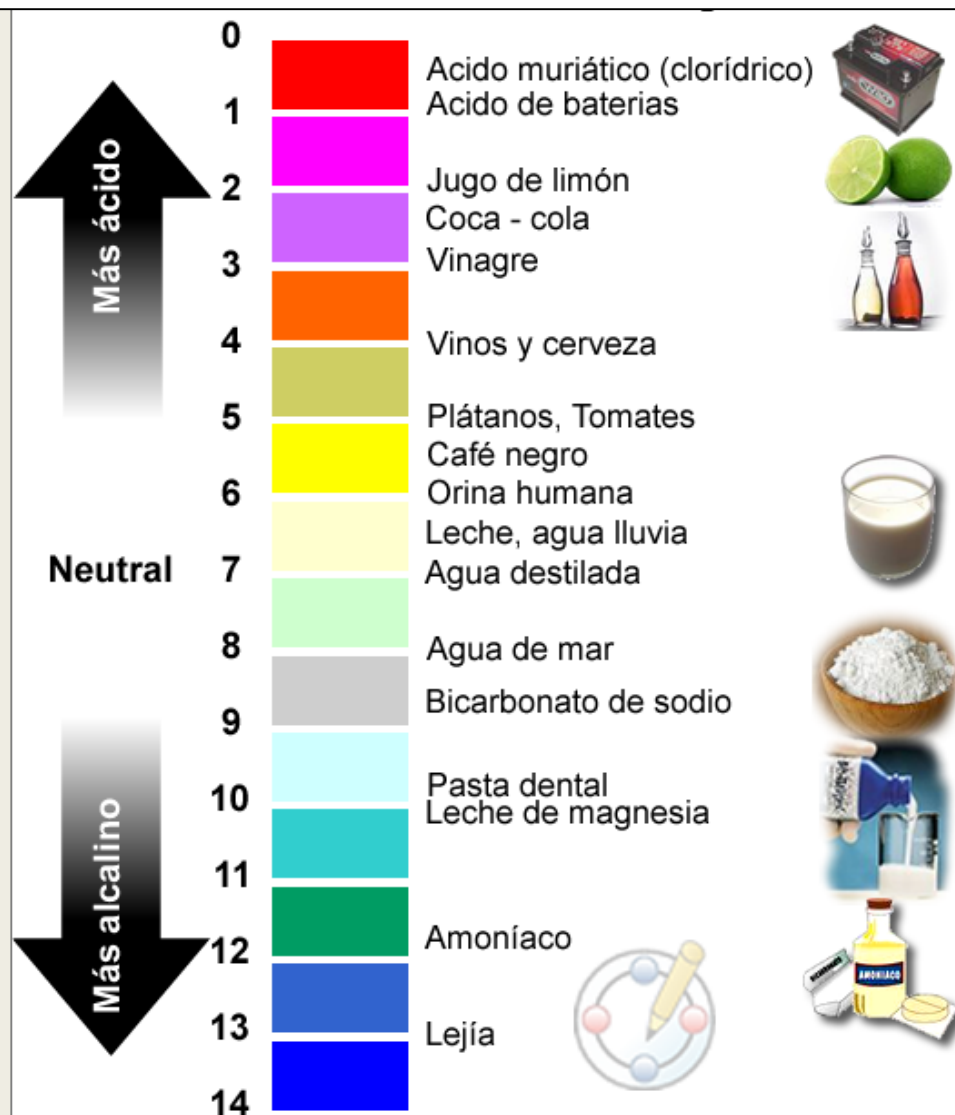 0
Acido muriático (clorídrico)
1
Acido de baterias
Más ácido
2
Jugo de limón
Coca - cola
3
Vinagre
4
Vinos y cerveza
5
Plátanos, Tomates
Café negro
6
Orina humana
Leche, agua lluvia
Neutral
7
Agua destilada
8
Agua de mar
Bicarbonato de sodio
9
Pasta dental
10
Leche de magnesia
11
Más alcalino
12
Amoníaco
AMONÍACO
13
Lejía
14